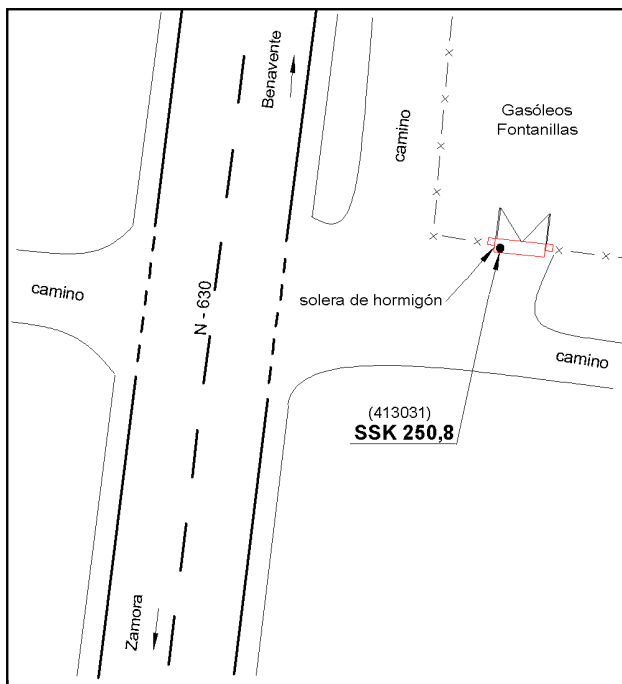 Benavente
camino
Gasóleos
Fontanillas
camino
N - 630
solera de hormigón
camino
(413031)
SSK 250,8
Zamora